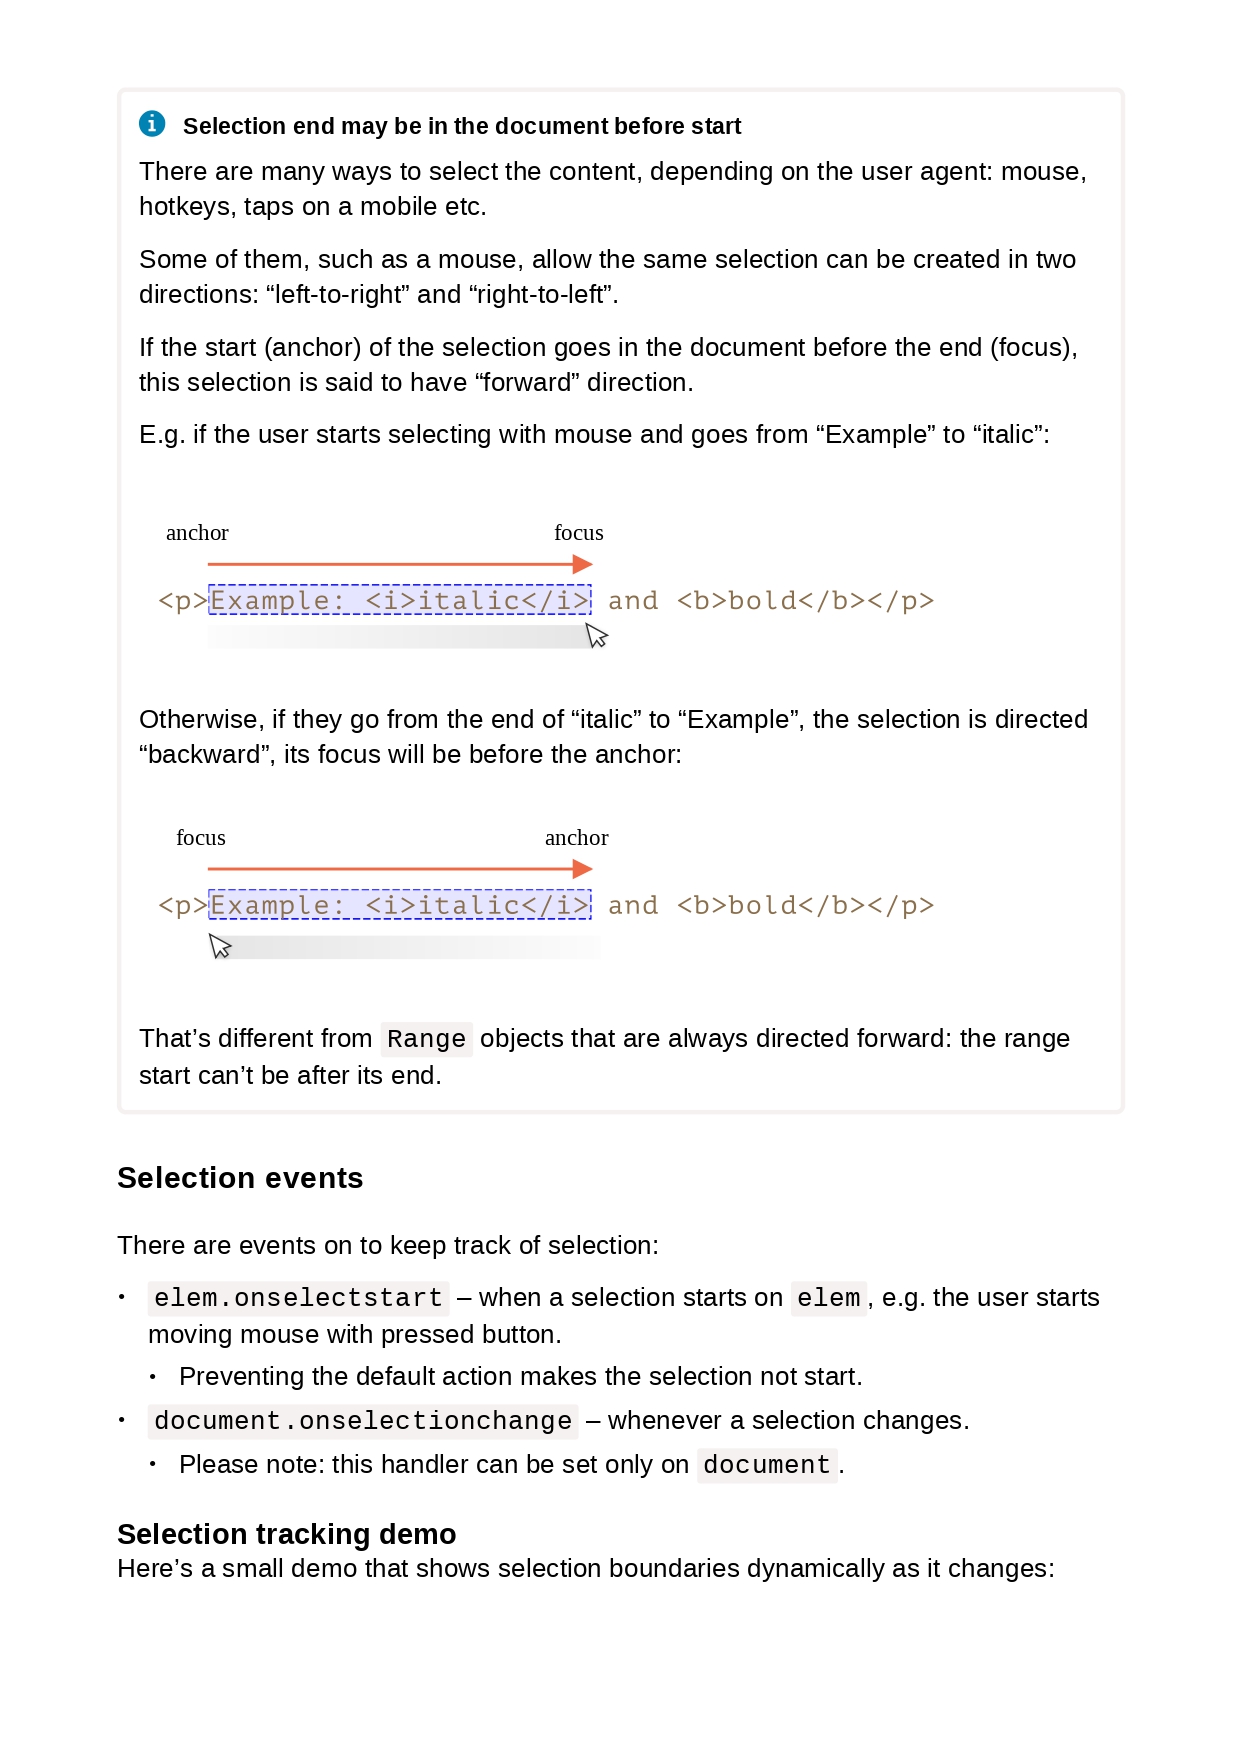 Selection end may be in the document before start
There are many ways to select the content, depending on the user agent: mouse,
hotkeys, taps on a mobile etc.
Some of them, such as a mouse, allow the same selection can be created in two
directions: “left-to-right” and “right-to-left”.
If the start (anchor) of the selection goes in the document before the end (focus),
this selection is said to have “forward” direction.
E.g. if the user starts selecting with mouse and goes from “Example” to “italic”:
anchor focus
<p>Example: <i>italic</i> and <b>bold</b></p>
Otherwise, if they go from the end of “italic” to “Example”, the selection is directed
“backward”, its focus will be before the anchor:
focus anchor
<p>Example: <i>italic</i> and <b>bold</b></p>
That’s different from Range objects that are always directed forward: the range
start can’t be after its end.
Selection events
There are events on to keep track of selection:
• elem.onselectstart – when a selection starts on elem, e.g. the user starts
moving mouse with pressed button.
• Preventing the default action makes the selection not start.
• document.onselectionchange – whenever a selection changes.
• Please note: this handler can be set only on document.
Selection tracking demo
Here’s a small demo that shows selection boundaries dynamically as it changes: